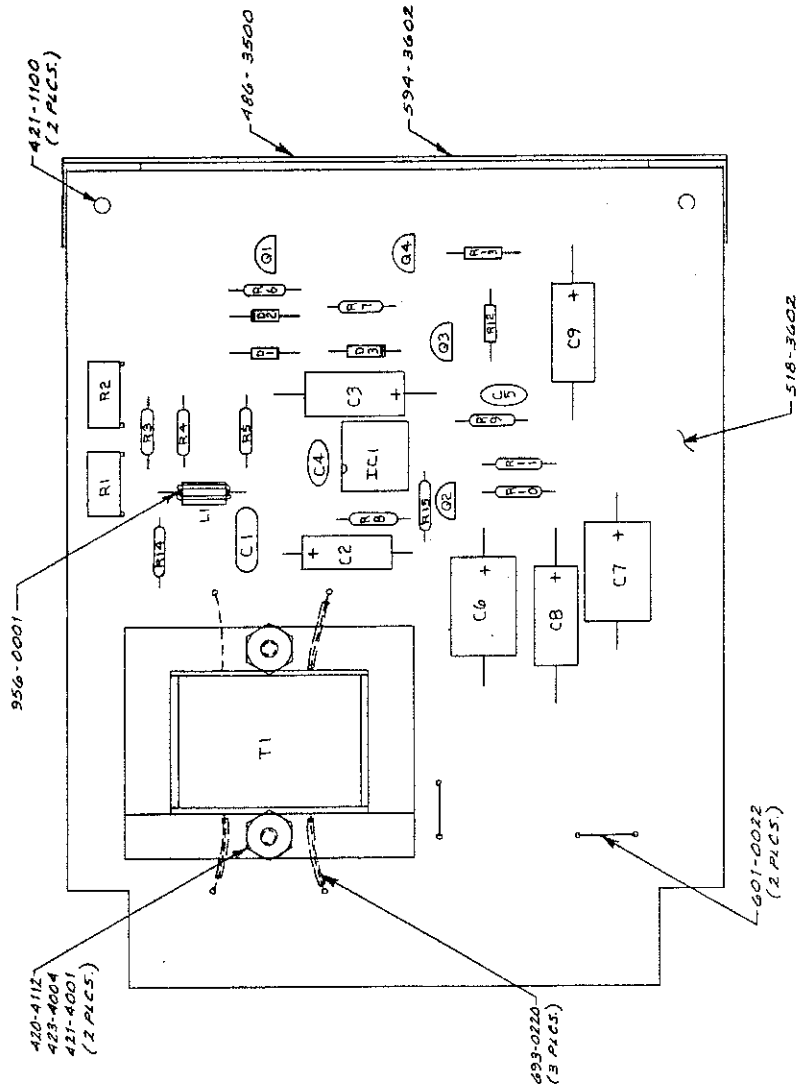 421-1100
(2 PLCS.)
486-3500
594-3602
956-0001
R1
R2
R3
R4
R5
R14
L1
C1
C4
IC1
C3
D1
D2
R6
Q1
D3
R7
Q4
Q3
R13
R12
C5
R9
R11
R10
Q2
R15
R8
C2
C6
C8
C7
C9
T1
420-4112
423-4004
421-4001
(2 PLCS.)
693-0220
(3 PLCS.)
601-0022
(2 PLCS.)
518-3602
+
+
+
+
+
+